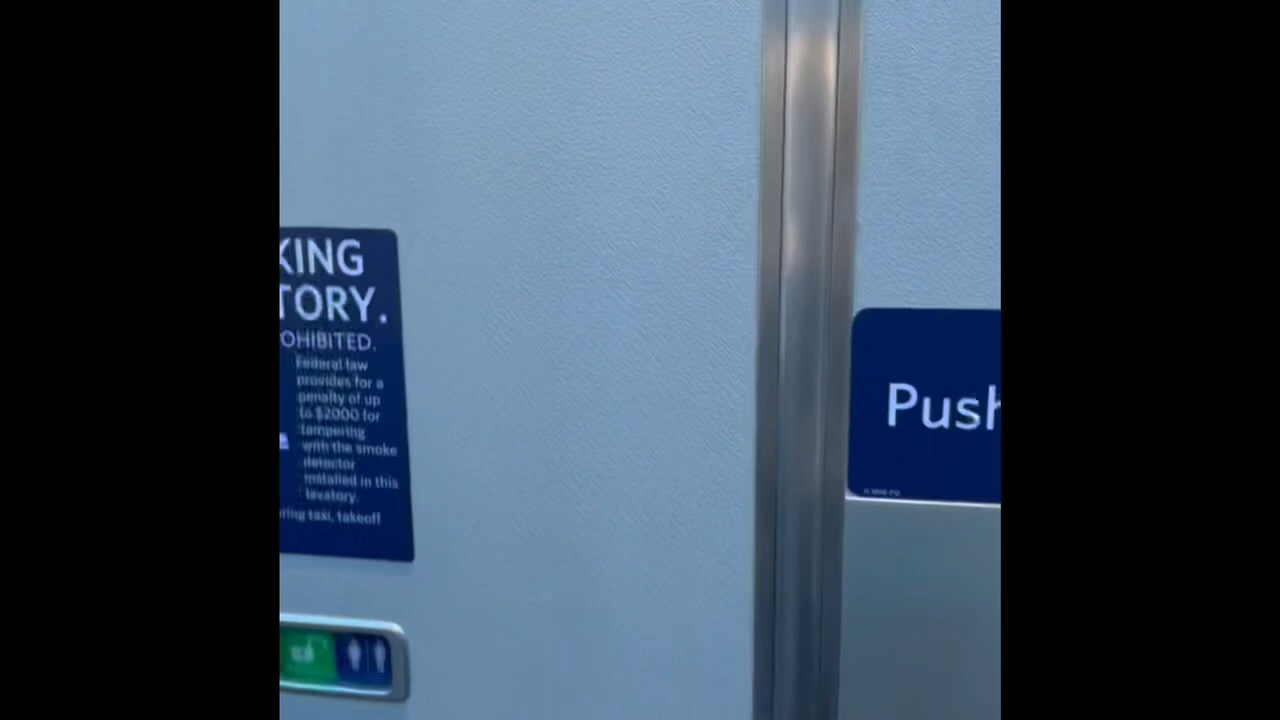 KING
TORY.
OHIBITED.
Federal law
provides for a
penalty of up
to $2000 for
tampering
with the smoke
detector
installed in this
lavatory.
ring taxi, takeoff
Push